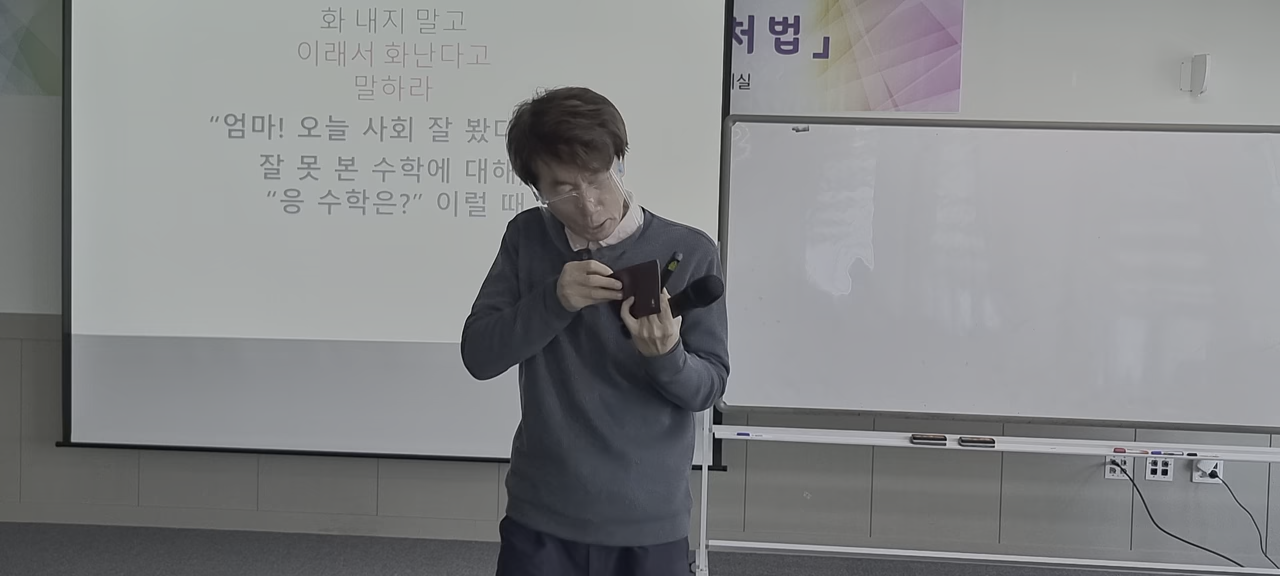 화 내지 말고
이래서 화난다고
말하라
“엄마! 오늘 사회 잘 봤
잘 못 본 수학에 대해
“응 수학은?” 이럴 때
처 법」